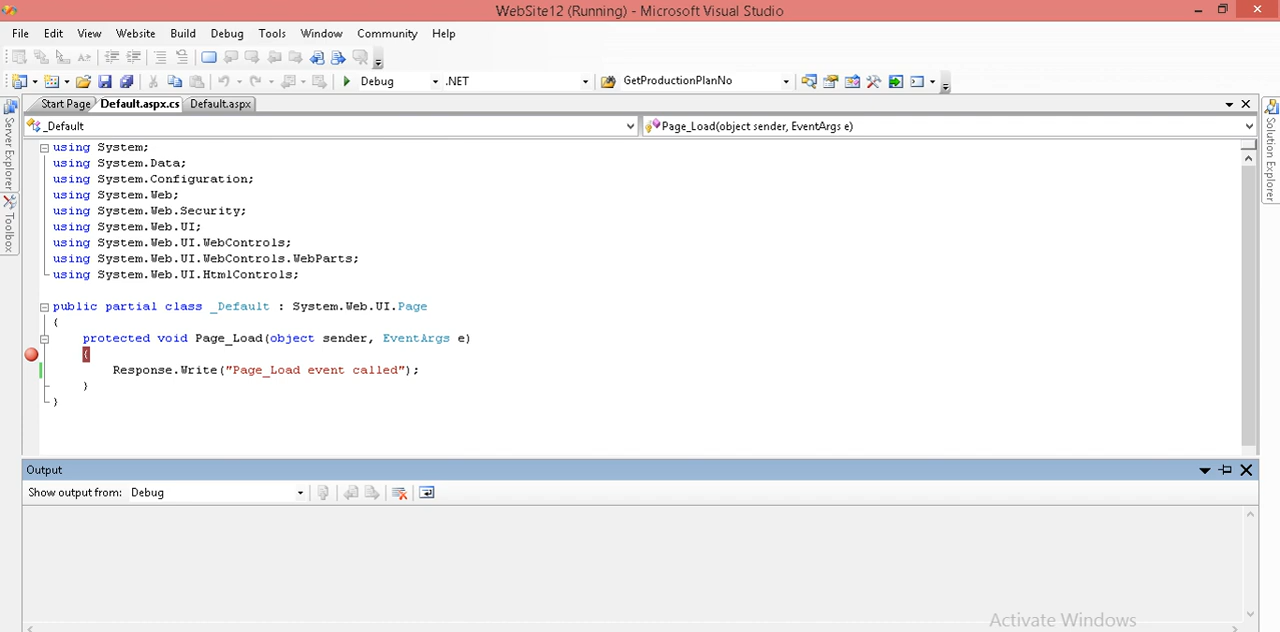 WebSite12 (Running) - Microsoft Visual Studio
File Edit View Website Build Debug Tools Window Community Help
Debug .NET GetProductionPlanNo
Start Page Default.aspx.cs Default.aspx
_Default Page_Load(object sender, EventArgs e)
Server Explorer
Toolbox
Solution Explorer
using System;
using System.Data;
using System.Configuration;
using System.Web;
using System.Web.Security;
using System.Web.UI;
using System.Web.UI.WebControls;
using System.Web.UI.WebControls.WebParts;
using System.Web.UI.HtmlControls;
public partial class _Default : System.Web.UI.Page
{
protected void Page_Load(object sender, EventArgs e)
{
Response.Write("Page_Load event called");
}
}
Output
Show output from: Debug
Activate Windows